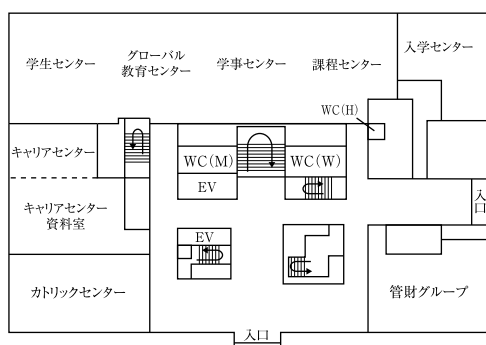 学生センター
グローバル
教育センター
学事センター
課程センター
入学センター
WC(H)
キャリアセンター
WC(M)
WC(W)
EV
キャリアセンター
資料室
入口
EV
カトリックセンター
管財グループ
入口